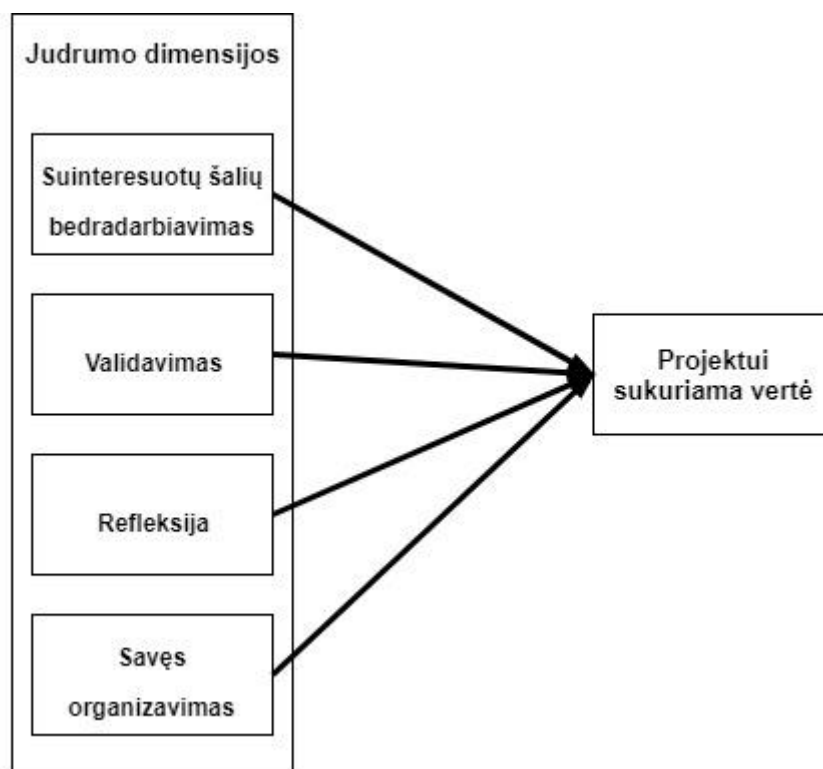 Judrumo dimensijos
Suinteresuotų šalių
bedradarbiavimas
Validavimas
Refleksija
Savęs
organizavimas
Projektui
sukuriama vertė